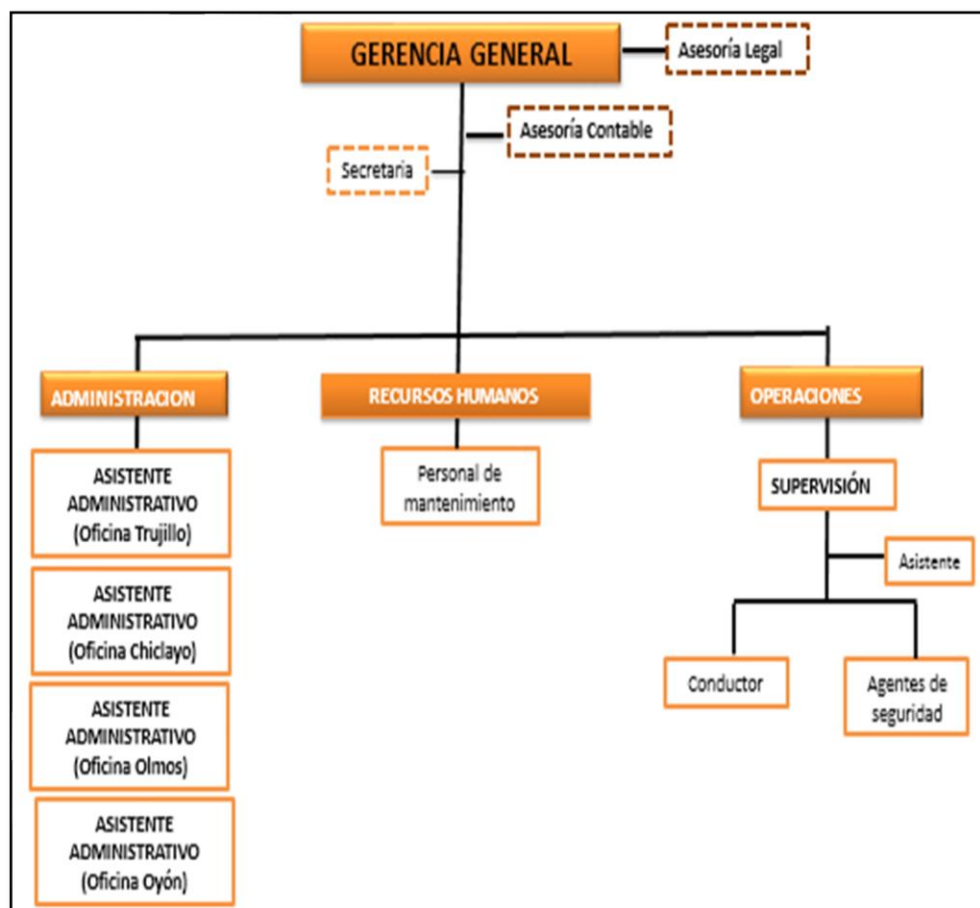 GERENCIA GENERAL
Asesoría Legal
Asesoría Contable
Secretaria
ADMINISTRACION
RECURSOS HUMANOS
OPERACIONES
ASISTENTE
ADMINISTRATIVO
(Oficina Trujillo)
ASISTENTE
ADMINISTRATIVO
(Oficina Chiclayo)
ASISTENTE
ADMINISTRATIVO
(Oficina Olmos)
ASISTENTE
ADMINISTRATIVO
(Oficina Oyón)
Personal de
mantenimiento
SUPERVISIÓN
Asistente
Conductor
Agentes de
seguridad